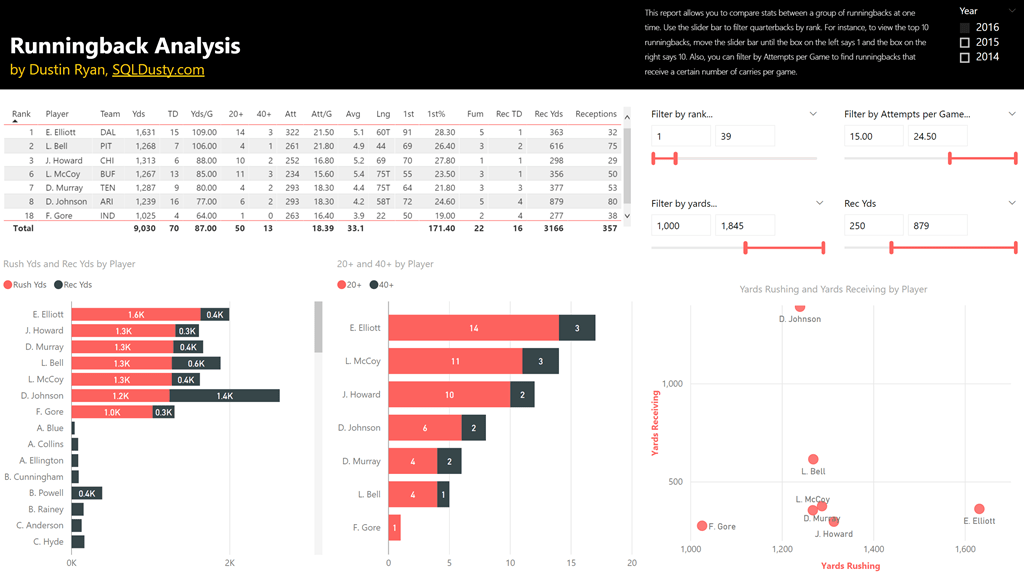 Runningback Analysis
by Dustin Ryan, SQLDusty.com
This report allows you to compare stats between a group of runningbacks at one
time. Use the slider bar to filter quarterbacks by rank. For instance, to view the top 10
runningbacks, move the slider bar until the box on the left says 1 and the box on the
right says 10. Also, you can filter by Attempts per Game to find runningbacks that
receive a certain number of carries per game.
Year
2016
2015
2014
Rank Player Team Yds TD Yds/G 20+ 40+ Att Att/G Avg Lng 1st 1st% Fum Rec TD Rec Yds Receptions
1 E. Elliott DAL 1,631 15 109.00 14 3 322 21.50 5.1 60T 91 28.30 5 1 363 32
2 L. Bell PIT 1,268 7 106.00 4 1 261 21.80 4.9 44 69 26.40 3 2 616 75
3 J. Howard CHI 1,313 6 88.00 10 2 252 16.80 5.2 69 70 27.80 1 1 298 29
6 L. McCoy BUF 1,267 13 85.00 11 3 234 15.60 5.4 75T 55 23.50 3 1 356 50
7 D. Murray TEN 1,287 9 80.00 4 2 293 18.30 4.4 75T 64 21.80 3 3 377 53
8 D. Johnson ARI 1,239 16 77.00 6 2 293 18.30 4.2 58T 72 24.60 5 4 879 80
18 F. Gore IND 1,025 4 64.00 1 0 263 16.40 3.9 22 50 19.00 2 4 277 38
Total 9,030 70 87.00 50 13 18.39 33.1 171.40 22 16 3166 357
Filter by rank...
1 39
Filter by Attempts per Game...
15.00 24.50
Filter by yards...
1,000 1,845
Rec Yds
250 879
Rush Yds and Rec Yds by Player
Rush Yds Rec Yds
E. Elliott 1.6K 0.4K
J. Howard 1.3K 0.3K
D. Murray 1.3K 0.4K
L. Bell 1.3K 0.6K
L. McCoy 1.3K 0.4K
D. Johnson 1.2K 1.4K
F. Gore 1.0K 0.3K
A. Blue
A. Collins
A. Ellington
B. Cunningham
B. Powell 0.4K
B. Rainey
C. Anderson
C. Hyde
0K 2K
20+ and 40+ by Player
20+ 40+
E. Elliott 14 3
L. McCoy 11 3
J. Howard 10 2
D. Johnson 6 2
D. Murray 4 2
L. Bell 4 1
F. Gore 1
0 5 10 15 20
Yards Rushing and Yards Receiving by Player
D. Johnson
1,000
Yards Receiving
L. Bell
500
L. McCoy
D. Murray
E. Elliott
F. Gore
J. Howard
1,000 1,200 1,400 1,600
Yards Rushing